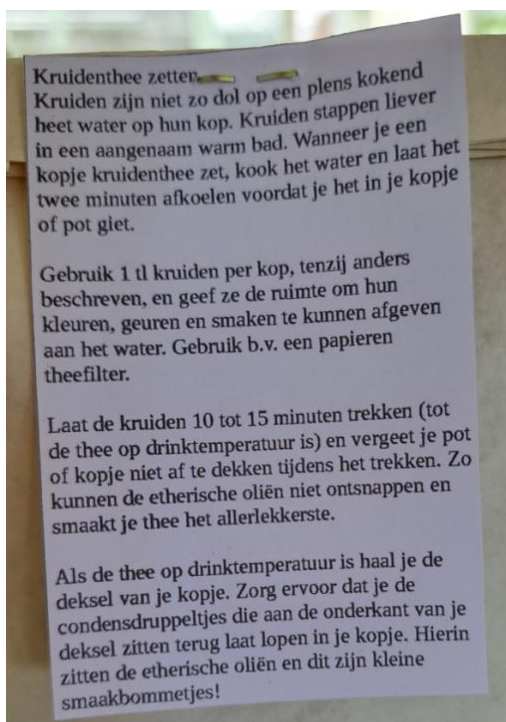 Kruidenthee zetten
Kruiden zijn niet zo dol op een plens kokend
heet water op hun kop. Kruiden stappen liever
in een aangenaam warm bad. Wanneer je een
kopje kruidenthee zet, kook het water en laat het
twee minuten afkoelen voordat je het in je kopje
of pot giet.

Gebruik 1 tl kruiden per kop, tenzij anders
beschreven, en geef ze de ruimte om hun
kleuren, geuren en smaken te kunnen afgeven
aan het water. Gebruik b.v. een papieren
theefilter.

Laat de kruiden 10 tot 15 minuten trekken (tot
de thee op drinktemperatuur is) en vergeet je pot
of kopje niet af te dekken tijdens het trekken. Zo
kunnen de etherische oliën niet ontsnappen en
smaakt je thee het allerlekkerste.

Als de thee op drinktemperatuur is haal je de
deksel van je kopje. Zorg ervoor dat je de
condensdruppeltjes die aan de onderkant van je
deksel zitten terug laat lopen in je kopje. Hierin
zitten de etherische oliën en dit zijn kleine
smaakbommetjes!